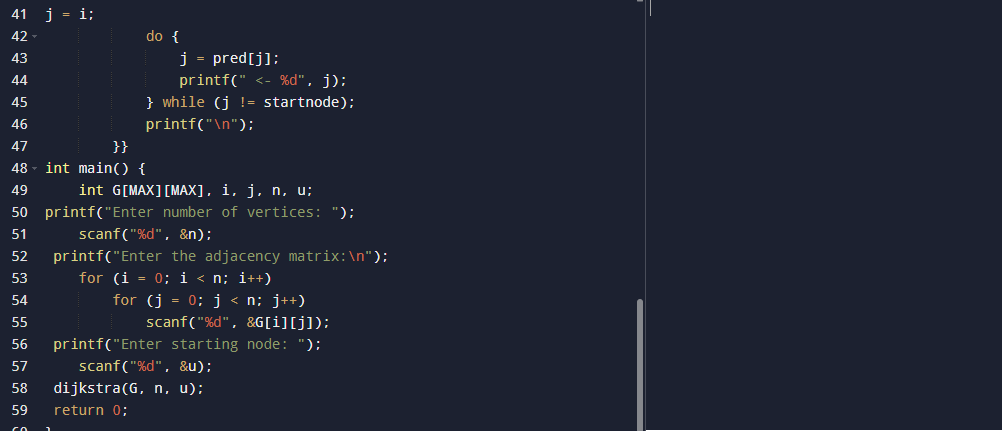 41 j = i;
42 do {
43 j = pred[j];
44 printf(" <- %d", j);
45 } while (j != startnode);
46 printf("\n");
47 }}
48 int main() {
49 int G[MAX][MAX], i, j, n, u;
50 printf("Enter number of vertices: ");
51 scanf("%d", &n);
52 printf("Enter the adjacency matrix:\n");
53 for (i = 0; i < n; i++)
54 for (j = 0; j < n; j++)
55 scanf("%d", &G[i][j]);
56 printf("Enter starting node: ");
57 scanf("%d", &u);
58 dijkstra(G, n, u);
59 return 0;
60 }